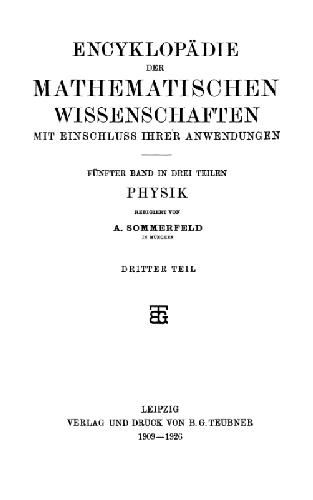 ENCYKLOPÄDIE
DER
MATHEMATISCHEN
WISSENSCHAFTEN
MIT EINSCHLUSS IHRER ANWENDUNGEN
FÜNFTER BAND IN DREI TEILEN
PHYSIK
REDIGIERT VON
A. SOMMERFELD
IN MÜNCHEN
DRITTER TEIL
BGT
LEIPZIG
VERLAG UND DRUCK VON B. G. TEUBNER
1909–1926